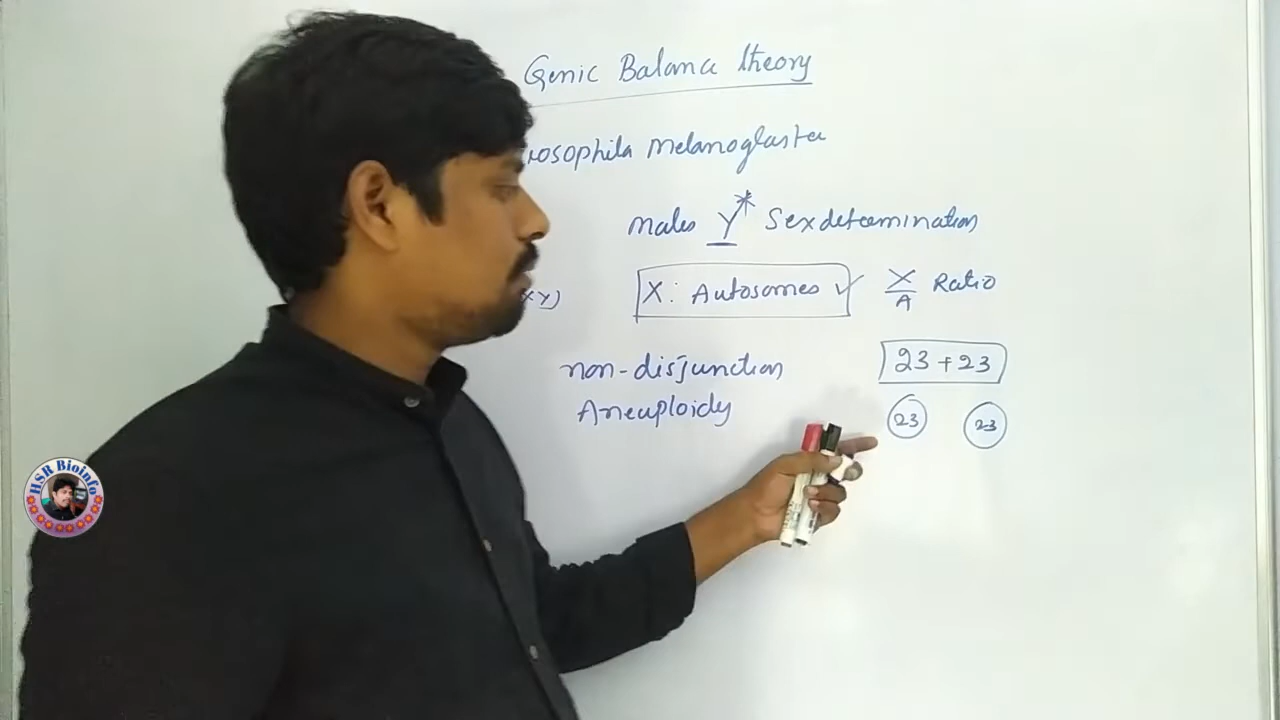 Genic Balance theory
rosophila Melanoglaster
Males Y* Sexdetermination
XY)
X: Autosomes ✓
X/A Ratio
non-disjunction
23 + 23
Aneuploidy
23
23
HSR Bioinfo